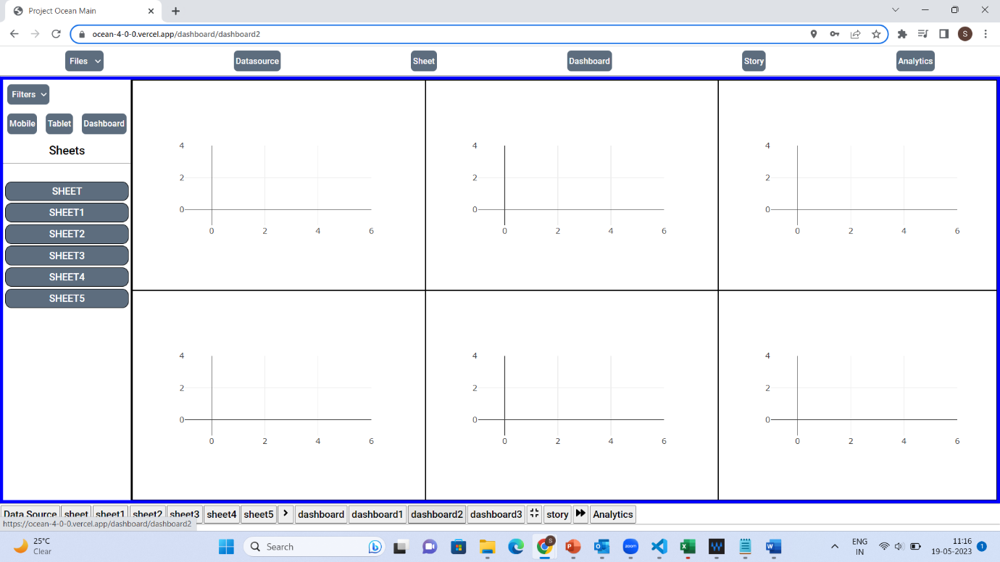 Project Ocean Main
ocean-4-0-0.vercel.app/dashboard/dashboard2
S
Files Datasource Sheet Dashboard Story Analytics
Filters
Mobile Tablet Dashboard
Sheets
SHEET
SHEET1
SHEET2
SHEET3
SHEET4
SHEET5
4 4 4
2 2 2
0 0 0
0 2 4 6 0 2 4 6 0 2 4 6
4 4 4
2 2 2
0 0 0
0 2 4 6 0 2 4 6 0 2 4 6
Data Source sheet sheet1 sheet2 sheet3 sheet4 sheet5 dashboard dashboard1 dashboard2 dashboard3 story Analytics
https://ocean-4-0-0.vercel.app/dashboard/dashboard2
25°C
Clear
Search
S
zoom
ENG
IN
11:16
19-05-2023
1